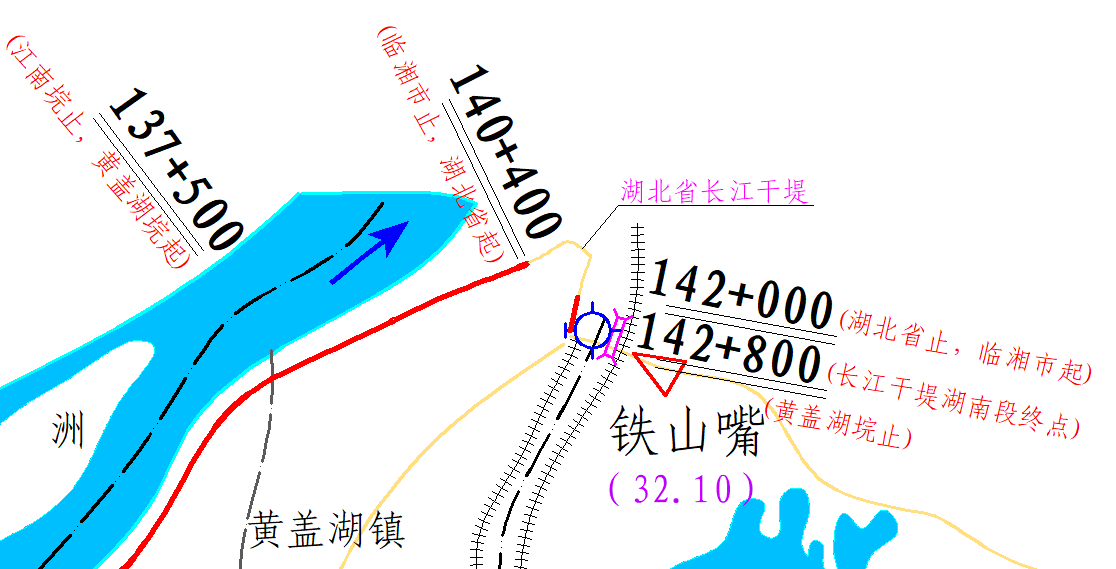 137+500
(江南垸止，黄盖湖垸起)
140+400
(临湘市止，湖北省起)
湖北省长江干堤
142+000
(湖北省止，临湘市起)
142+800
(长江干堤湖南段终点)
(黄盖湖垸止)
铁山嘴
(32.10)
洲
黄盖湖镇